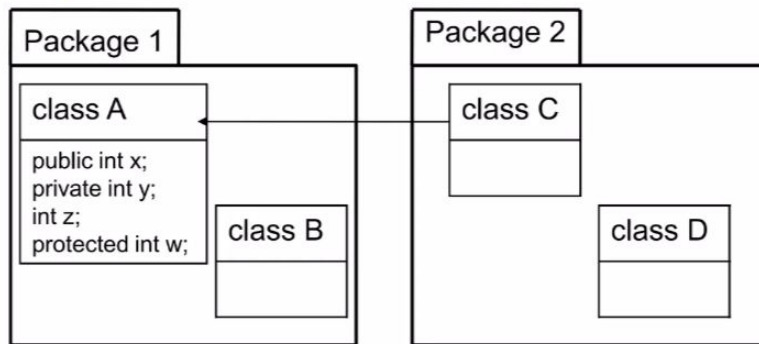 Package 1
class A
public int x;
private int y;
int z;
protected int w;
class B
Package 2
class C
class D